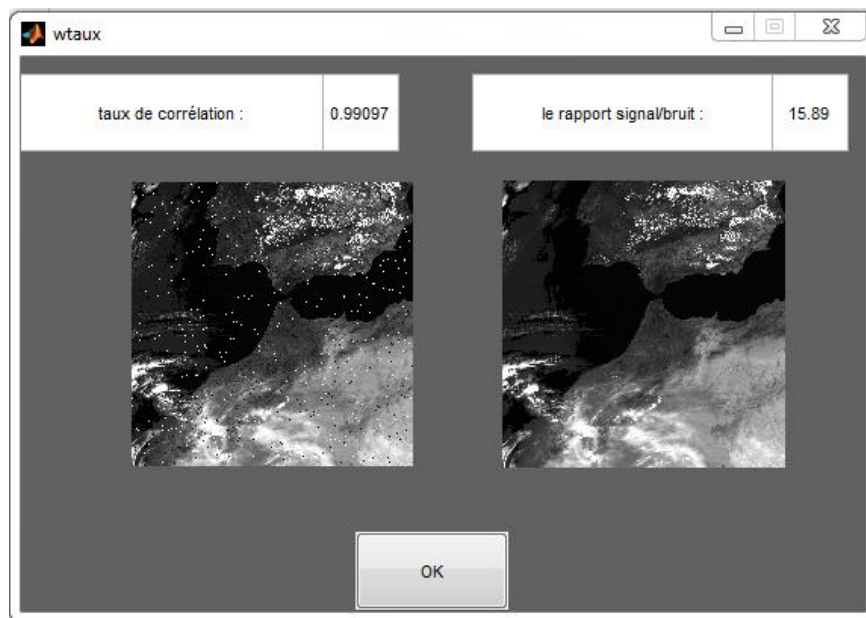 wtaux
taux de corrélation :
0.99097
le rapport signal/bruit :
15.89
OK